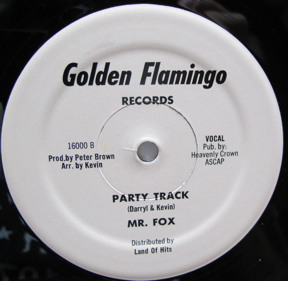 Golden Flamingo
RECORDS
16000 B
Prod.by Peter Brown
Arr. by Kevin
VOCAL
Pub. by:
Heavenly Crown
ASCAP
PARTY TRACK
(Darryl & Kevin)
MR. FOX
Distributed by
Land Of Hits